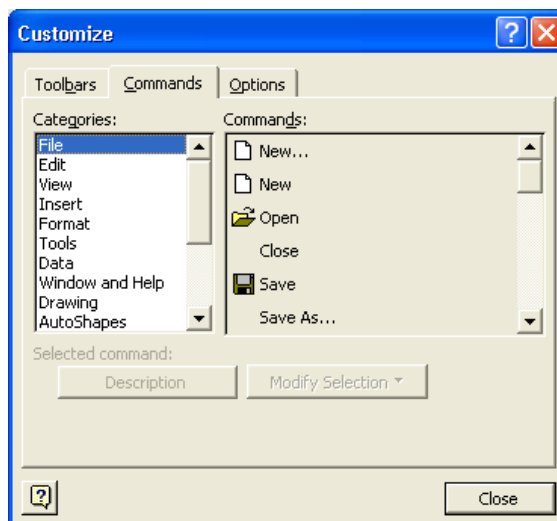 Customize
Toolbars Commands Options
Categories:
File
Edit
View
Insert
Format
Tools
Data
Window and Help
Drawing
AutoShapes
Commands:
New...
New
Open
Close
Save
Save As...
Selected command:
Description Modify Selection
Close